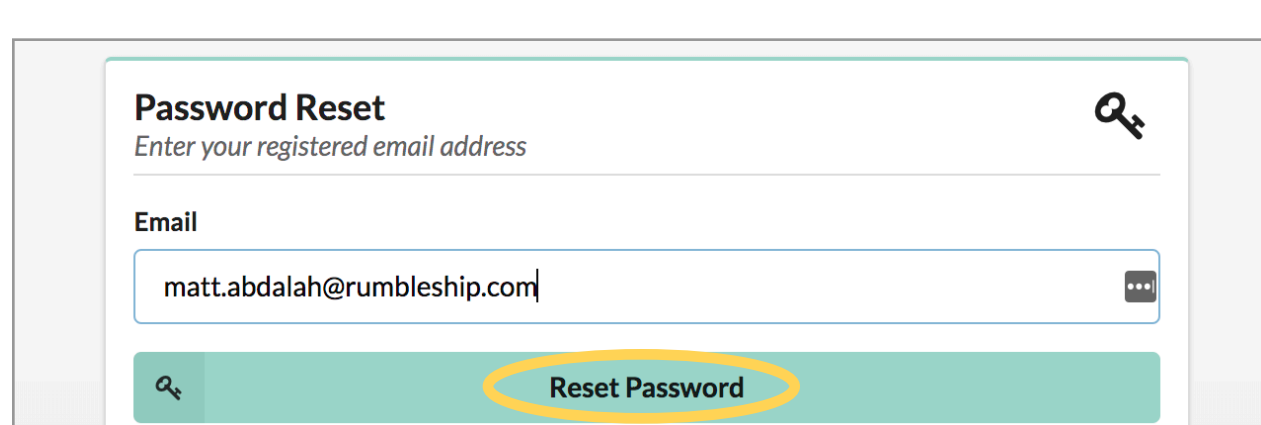 Password Reset
Enter your registered email address
Email
matt.abdalah@rumbleship.com
Reset Password